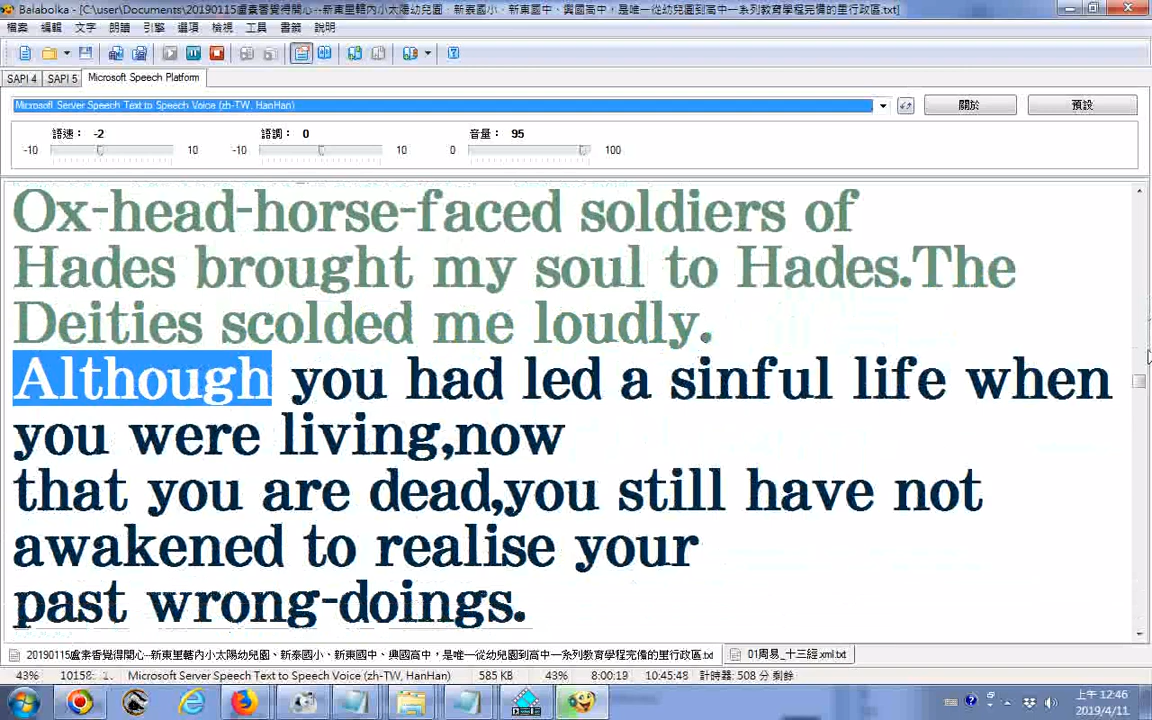 Balabolka - [C:\user\Documents\20190115盧素香覺得開心--新東里轄內小太陽幼兒園﹑新泰國小﹑新東國中﹑興國高中，是唯一從幼兒園到高中一系列教育學程完備的里行政區.txt]
檔案 編輯 文字 朗讀 引擎 選項 檢視 工具 書籤 說明
SAPI 4 SAPI 5 Microsoft Speech Platform
Microsoft Server Speech Text to Speech Voice (zh-TW, HanHan) 關於 預設
語速： -2 語調： 0 音量： 95
-10 10 -10 10 0 100
Ox-head-horse-faced soldiers of
Hades brought my soul to Hades.The
Deities scolded me loudly.
Although you had led a sinful life when
you were living,now
that you are dead,you still have not
awakened to realise your
past wrong-doings.
20190115盧素香覺得開心--新東里轄內小太陽幼兒園、新泰國小、新東國中、興國高中，是唯一從幼兒園到高中一系列教育學程完備的里行政區.txt 01周易_十三經.xml.txt
43% Microsoft Server Speech Text to Speech Voice (zh-TW, HanHan) 585 KB 43% 8:00:19 10:45:48 計時器: 508 分 剩餘
上午 12:46
2019/4/11